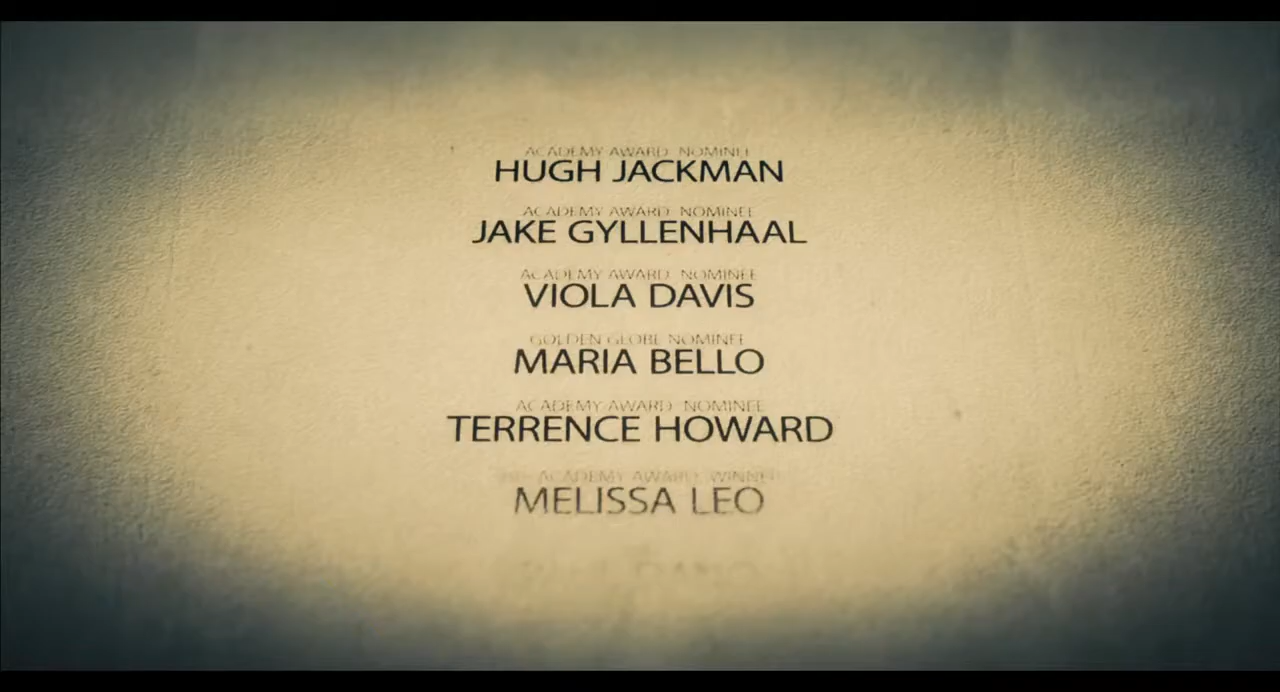 ACADEMY AWARD NOMINEE
HUGH JACKMAN
ACADEMY AWARD NOMINEE
JAKE GYLLENHAAL
ACADEMY AWARD NOMINEE
VIOLA DAVIS
GOLDEN GLOBE NOMINEE
MARIA BELLO
ACADEMY AWARD NOMINEE
TERRENCE HOWARD
ACADEMY AWARD WINNER
MELISSA LEO